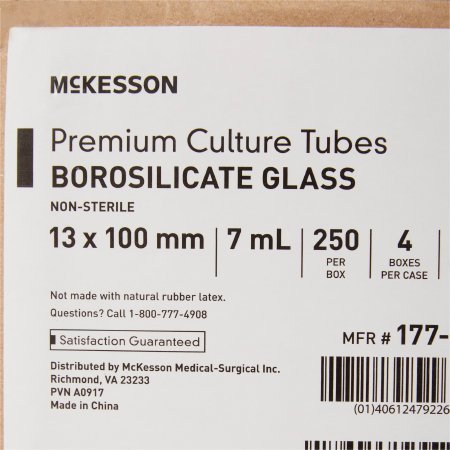 McKESSON
Premium Culture Tubes
BOROSILICATE GLASS
NON-STERILE
13 x 100 mm | 7 mL | 250 PER BOX | 4 BOXES PER CASE
Not made with natural rubber latex.
Questions? Call 1-800-777-4908
Satisfaction Guaranteed
MFR # 177-
Distributed by McKesson Medical-Surgical Inc.
Richmond, VA 23233
PVN A0917
Made in China
(01)40612479226